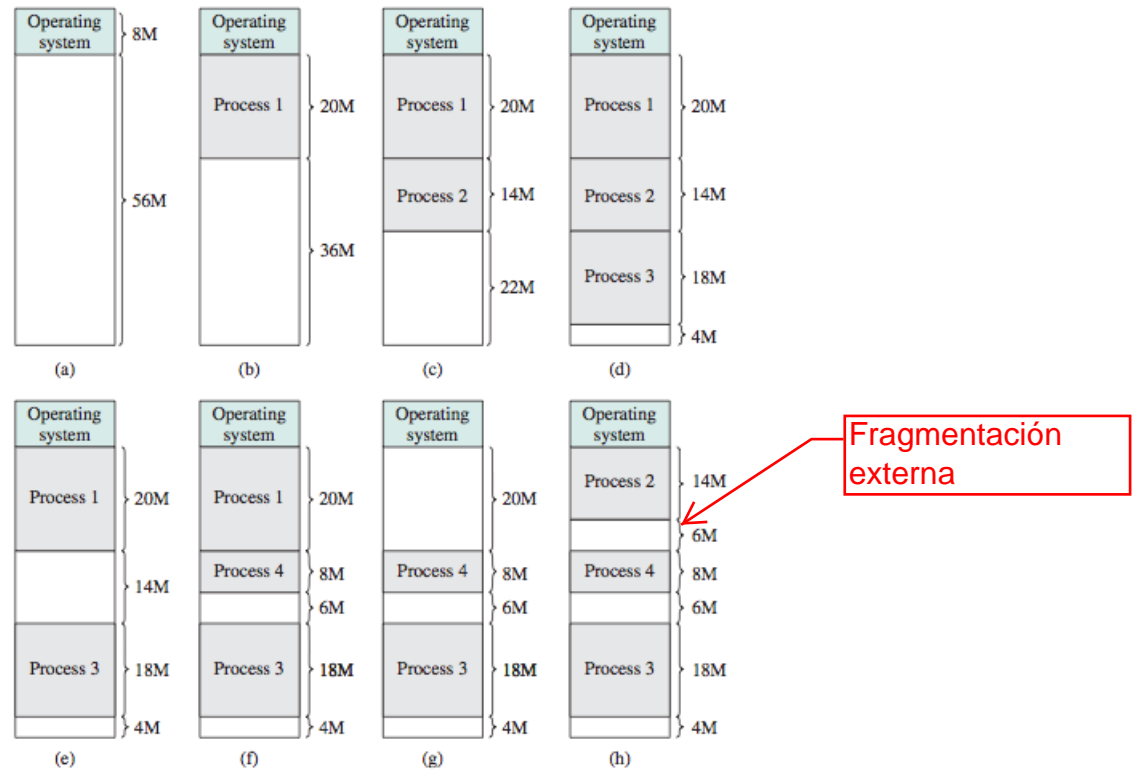 Operating
system
8M
56M
(a)
Operating
system
Process 1
20M
36M
(b)
Operating
system
Process 1
20M
Process 2
14M
22M
(c)
Operating
system
Process 1
20M
Process 2
14M
Process 3
18M
4M
(d)
Operating
system
Process 1
20M
14M
Process 3
18M
4M
(e)
Operating
system
Process 1
20M
Process 4
8M
6M
Process 3
18M
4M
(f)
Operating
system
20M
Process 4
8M
6M
Process 3
18M
4M
(g)
Operating
system
Process 2
14M
6M
Process 4
8M
6M
Process 3
18M
4M
(h)
Fragmentación
externa